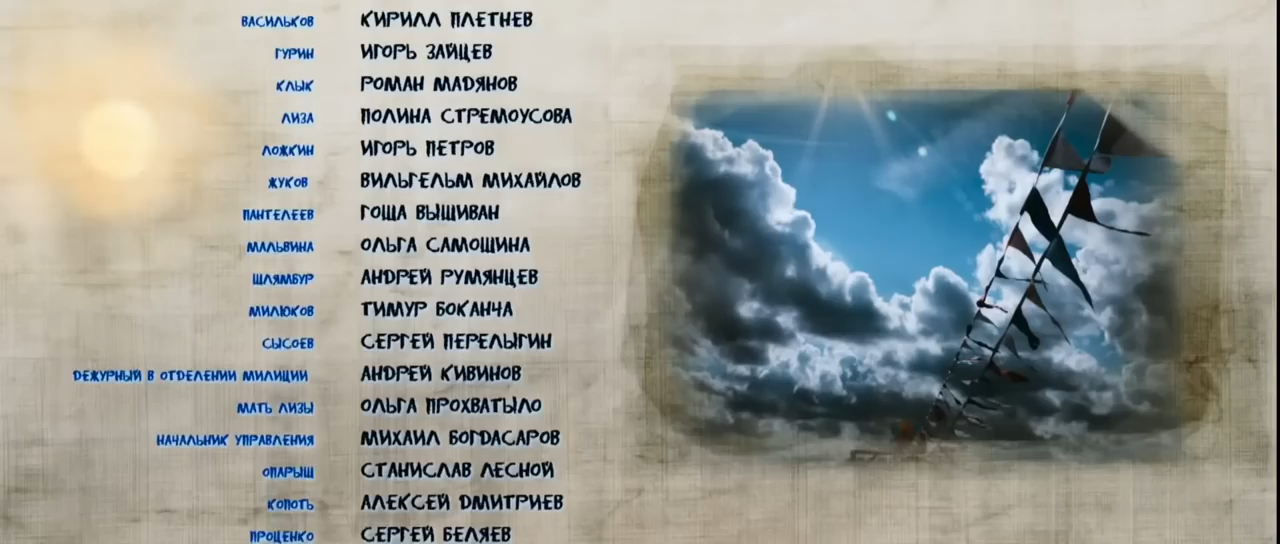 ВАСИЛЬКОВ КИРИЛЛ ПЛЕТНЕВ
ГУРИН ИГОРЬ ЗАЙЦЕВ
КЛЫК РОМАН МАДЯНОВ
ЛИЗА ПОЛИНА СТРЕМОУСОВА
ЛОЖКИН ИГОРЬ ПЕТРОВ
ЖУКОВ ВИЛЬГЕЛЬМ МИХАЙЛОВ
ПАНТЕЛЕЕВ ГОША ВЫШИВАН
МАЛЬВИНА ОЛЬГА САМОШИНА
ШЛЯМБУР АНДРЕЙ РУМЯНЦЕВ
МИЛЮКОВ ТИМУР БОКАНЧА
СЫСОЕВ СЕРГЕЙ ПЕРЕЛЫГИН
ДЕЖУРНЫЙ В ОТДЕЛЕНИИ МИЛИЦИИ АНДРЕЙ КИВИНОВ
МАТЬ ЛИЗЫ ОЛЬГА ПРОХВАТЫЛО
НАЧАЛЬНИК УПРАВЛЕНИЯ МИХАИЛ БОГДАСАРОВ
ОПАРЫШ СТАНИСЛАВ ЛЕСНОЙ
КОПОТЬ АЛЕКСЕЙ ДМИТРИЕВ
ПРОЦЕНКО СЕРГЕЙ БЕЛЯЕВ